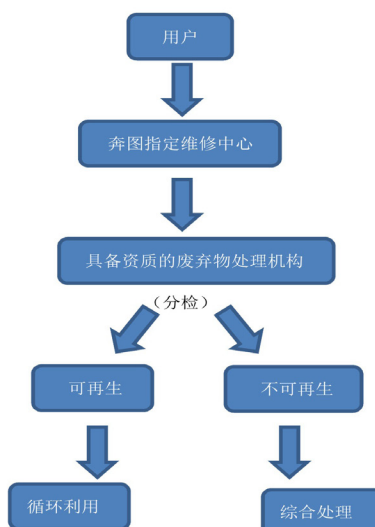 用户
奔图指定维修中心
具备资质的废弃物处理机构
（分检）
可再生
不可再生
循环利用
综合处理